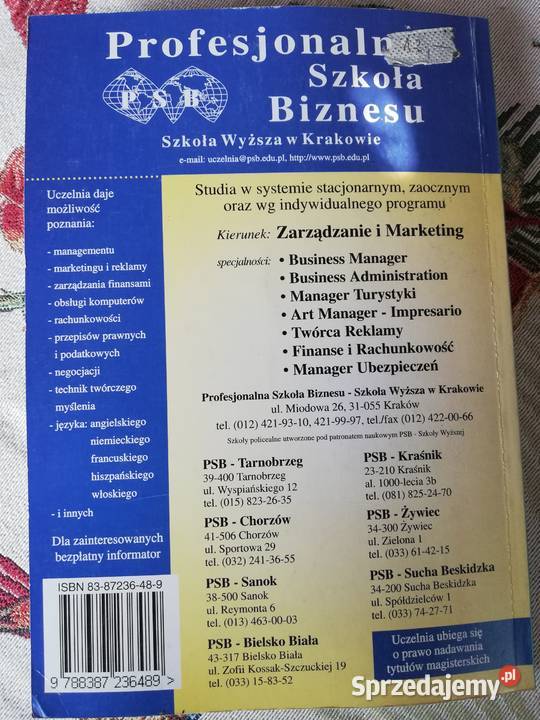 Profesjonaln
42
PSB
Szkoła
Biznesu
Szkoła Wyższa w Krakowie
e-mail: uczelnia@psb.edu.pl, http://www.psb.edu.pl
Uczelnia daje
możliwość
poznania:
- managementu
- marketingu i reklamy
- zarządzania finansami
- obsługi komputerów
- rachunkowości
- przepisów prawnych
i podatkowych
- negocjacji
- technik twórczego
myślenia
- języka: angielskiego
niemieckiego
francuskiego
hiszpańskiego
włoskiego
- i innych
Dla zainteresowanych
bezpłatny informator
ISBN 83-87236-48-9
9 788387 236489 >
Studia w systemie stacjonarnym, zaocznym
oraz wg indywidualnego programu
Kierunek: Zarządzanie i Marketing
specjalności: • Business Manager
• Business Administration
• Manager Turystyki
• Art Manager - Impresario
• Twórca Reklamy
• Finanse i Rachunkowość
• Manager Ubezpieczeń
Profesjonalna Szkoła Biznesu - Szkoła Wyższa w Krakowie
ul. Miodowa 26, 31-055 Kraków
tel. (012) 421-93-10, 421-99-97, tel./fax (012) 422-00-66
Szkoły policealne utworzone pod patronatem naukowym PSB - Szkoły Wyższej
PSB - Tarnobrzeg
39-400 Tarnobrzeg
ul. Wyspiańskiego 12
tel. (015) 823-26-35
PSB - Chorzów
41-506 Chorzów
ul. Sportowa 29
tel. (032) 241-36-55
PSB - Sanok
38-500 Sanok
ul. Reymonta 6
tel. (013) 463-00-03
PSB - Bielsko Biała
43-317 Bielsko Biała
ul. Zofii Kossak-Szczuckiej 19
tel. (033) 15-83-52
PSB - Kraśnik
23-210 Kraśnik
al. 1000-lecia 3b
tel. (081) 825-24-70
PSB - Żywiec
34-300 Żywiec
ul. Zielona 1
tel. (033) 61-42-15
PSB - Sucha Beskidzka
34-200 Sucha Beskidzka
ul. Spółdzielców 1
tel. (033) 74-27-71
Uczelnia ubiega się
o prawo nadawania
tytułów magisterskich
Sprzedajemy.pl